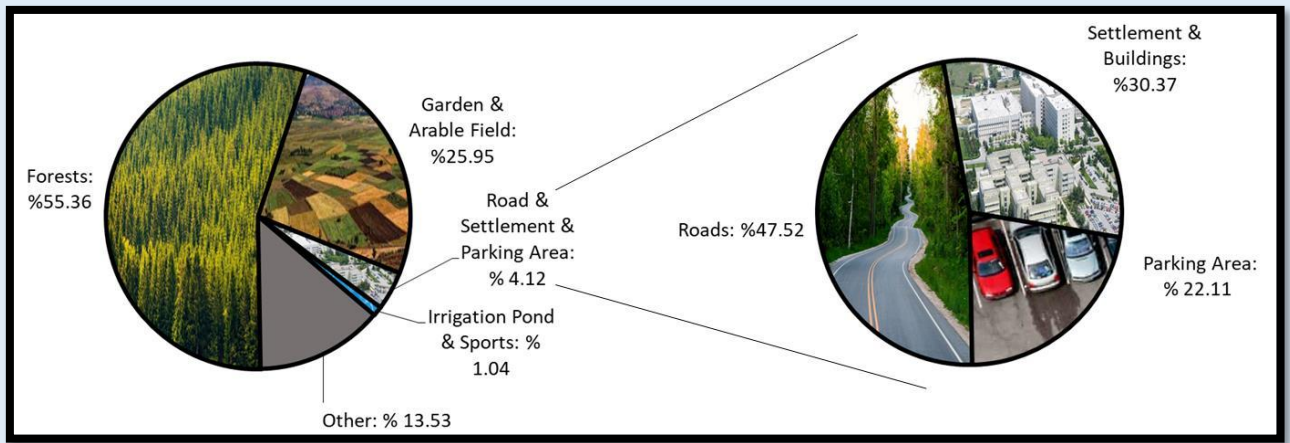 Forests:
%55.36
Garden &
Arable Field:
%25.95
Road &
Settlement &
Parking Area:
% 4.12
Irrigation Pond
& Sports: %
1.04
Other: % 13.53
Settlement &
Buildings:
%30.37
Roads: %47.52
Parking Area:
% 22.11